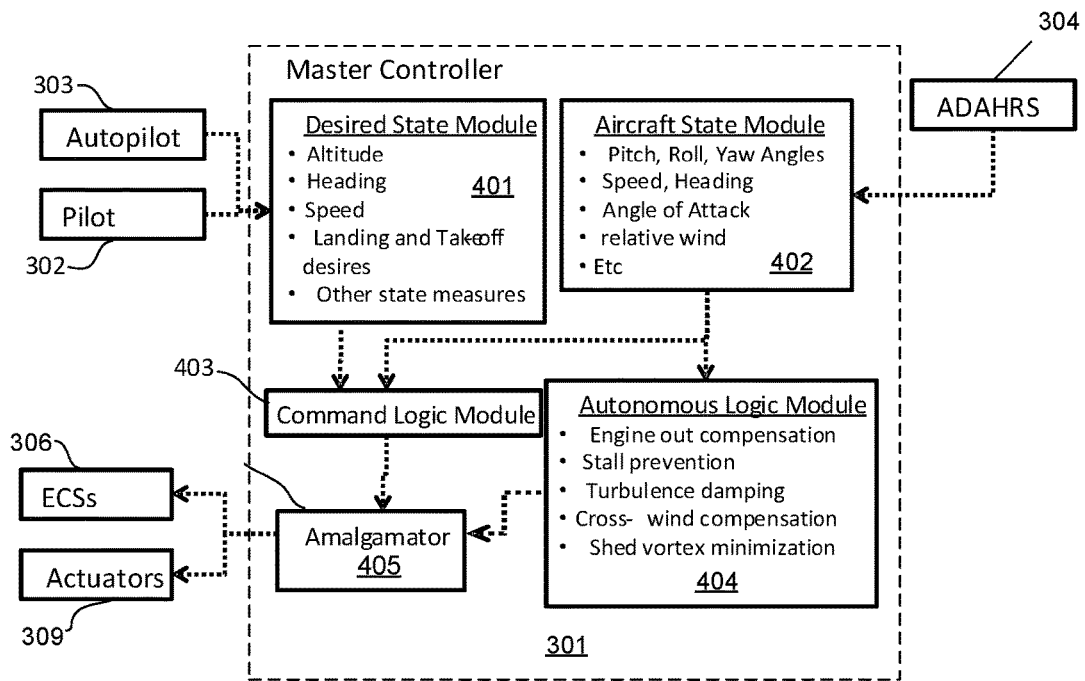 304
Master Controller
303
Autopilot
Pilot
302
ADAHRS
Desired State Module
• Altitude
• Heading
• Speed
• Landing and Take-off
desires
• Other state measures
401
Aircraft State Module
• Pitch, Roll, Yaw Angles
• Speed, Heading
• Angle of Attack
• relative wind
• Etc
402
403
Command Logic Module
Autonomous Logic Module
• Engine out compensation
• Stall prevention
• Turbulence damping
• Cross- wind compensation
• Shed vortex minimization
404
306
ECSs
Actuators
309
Amalgamator
405
301